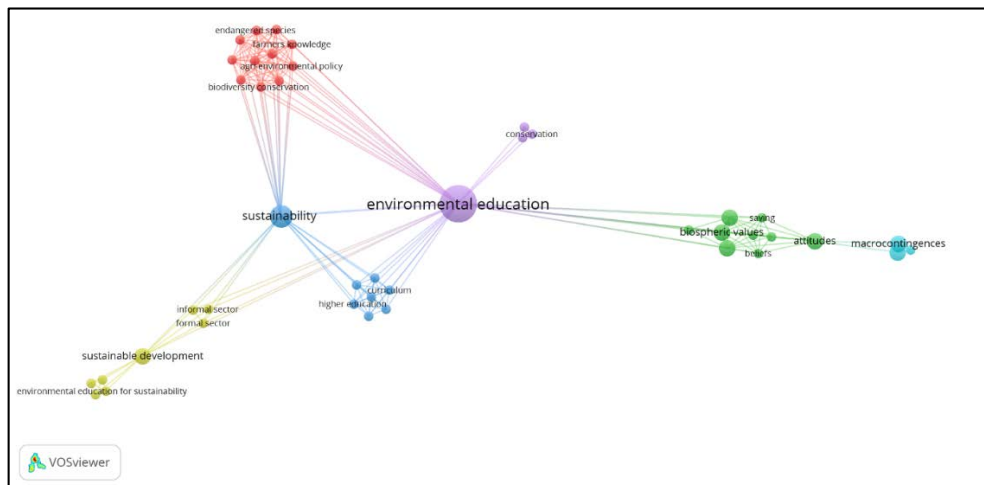 endangered species
farmers knowledge
agri-environmental policy
biodiversity conservation
conservation
environmental education
sustainability
saving
biospheric values
attitudes
macrocontingences
beliefs
curriculum
higher education
informal sector
formal sector
sustainable development
environmental education for sustainability
VOSviewer